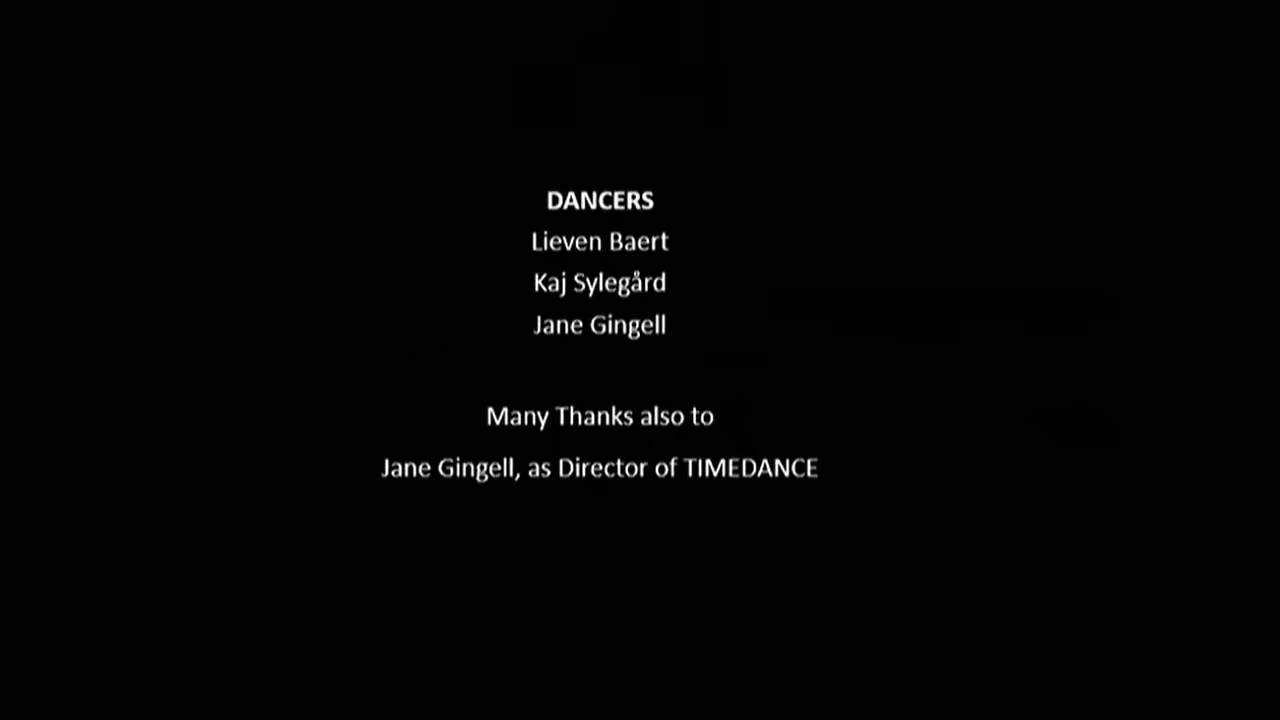 DANCERS
Lieven Baert
Kaj Sylegård
Jane Gingell
Many Thanks also to
Jane Gingell, as Director of TIMEDANCE